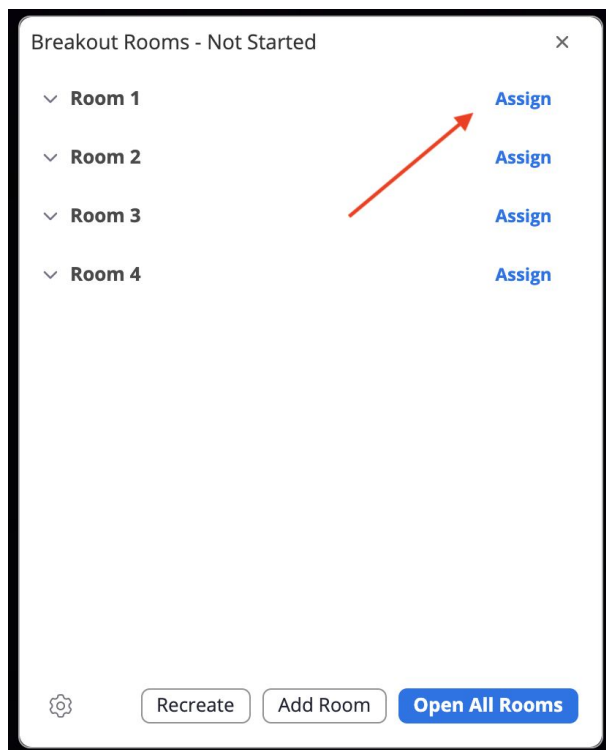 Breakout Rooms - Not Started
Room 1 Assign
Room 2 Assign
Room 3 Assign
Room 4 Assign
Recreate Add Room Open All Rooms